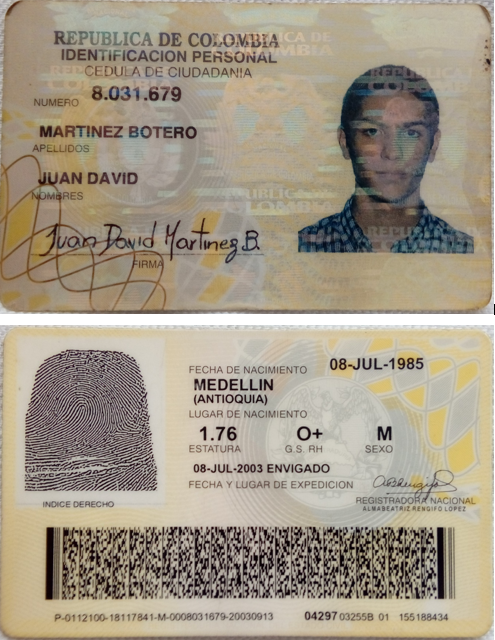 REPUBLICA DE COLOMBIA
IDENTIFICACION PERSONAL
CEDULA DE CIUDADANIA
NUMERO 8.031.679
MARTINEZ BOTERO
APELLIDOS
JUAN DAVID
NOMBRES
Juan David Martinez B.
FIRMA
FECHA DE NACIMIENTO 08-JUL-1985
MEDELLIN
(ANTIOQUIA)
LUGAR DE NACIMIENTO
1.76 O+ M
ESTATURA G.S. RH SEXO
08-JUL-2003 ENVIGADO
FECHA Y LUGAR DE EXPEDICION
REGISTRADORA NACIONAL
ALMABEATRIZ RENGIFO LOPEZ
INDICE DERECHO
P-0112100-18117841-M-0008031679-20030913 04297 03255B 01 155188434